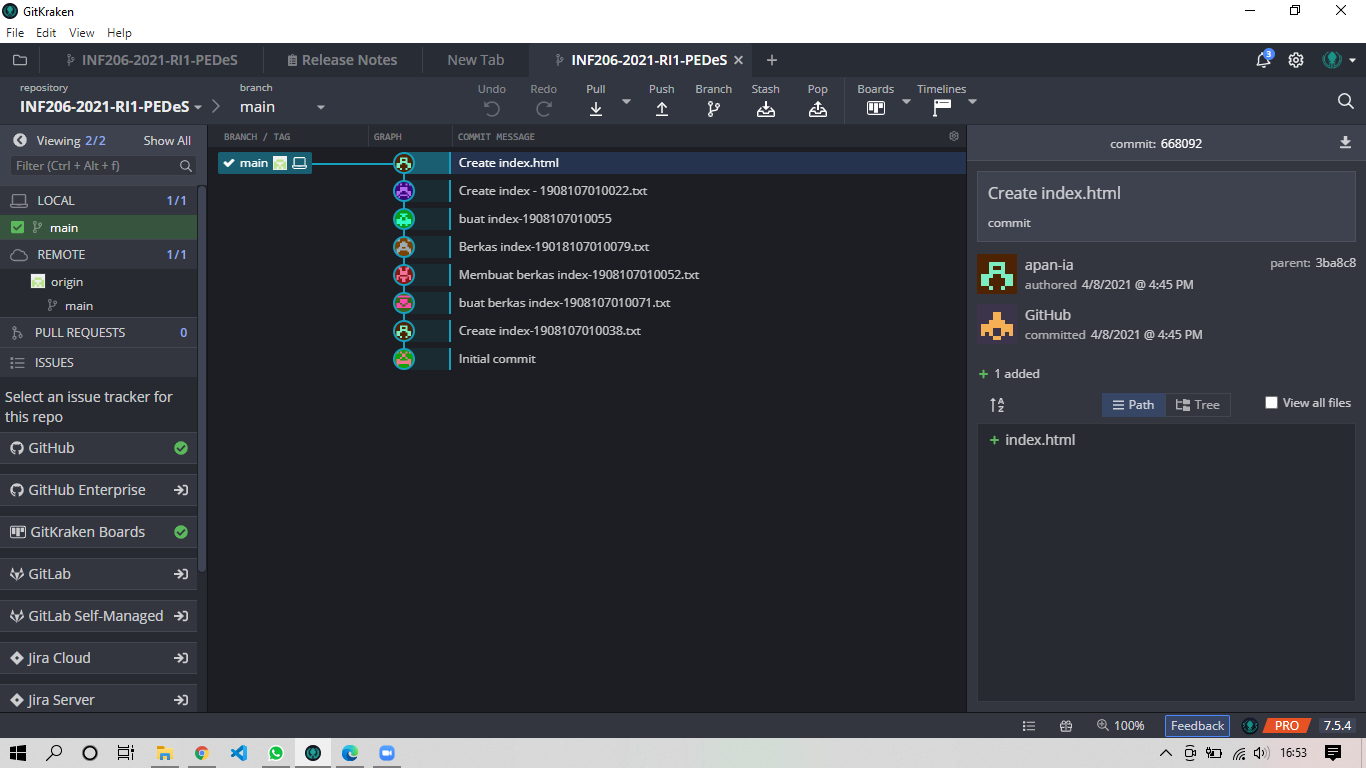 GitKraken
File Edit View Help
INF206-2021-RI1-PEDeS Release Notes New Tab INF206-2021-RI1-PEDeS
3
repository branch
INF206-2021-RI1-PEDeS main
Undo Redo Pull Push Branch Stash Pop Boards Timelines
Viewing 2/2 Show All
Filter (Ctrl + Alt + f)
LOCAL 1/1
main
REMOTE 1/1
origin
main
PULL REQUESTS 0
ISSUES
Select an issue tracker for
this repo
GitHub
GitHub Enterprise
GitKraken Boards
GitLab
GitLab Self-Managed
Jira Cloud
Jira Server
BRANCH / TAG GRAPH COMMIT MESSAGE
main Create index.html
Create index - 1908107010022.txt
buat index-1908107010055
Berkas index-19018107010079.txt
Membuat berkas index-1908107010052.txt
buat berkas index-1908107010071.txt
Create index-1908107010038.txt
Initial commit
commit: 668092
Create index.html
commit
apan-ia parent: 3ba8c8
authored 4/8/2021 @ 4:45 PM
GitHub
committed 4/8/2021 @ 4:45 PM
+ 1 added
A
Z
Path Tree View all files
+ index.html
100% Feedback PRO 7.5.4
16:53